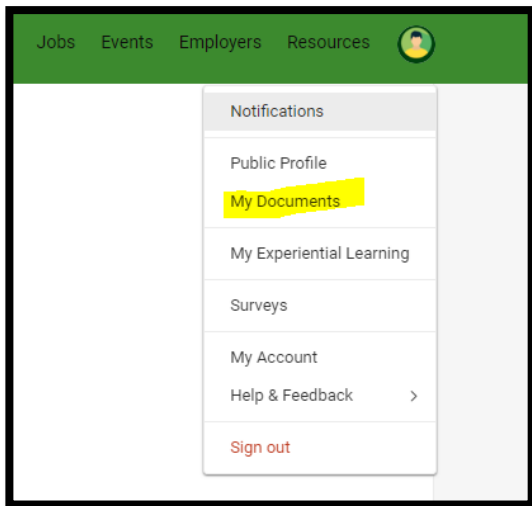 Jobs Events Employers Resources
Notifications
Public Profile
My Documents
My Experiential Learning
Surveys
My Account
Help & Feedback
Sign out